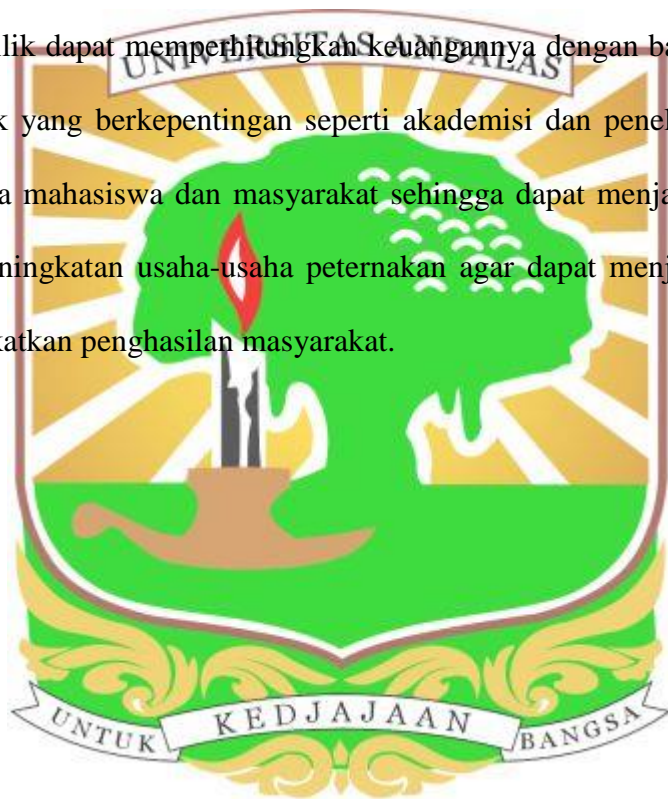 lik dapat memperhitungkan keuangannya dengan ba
UNIVERSITAS ANDALAS
k yang berkepentingan seperti akademisi dan penel
a mahasiswa dan masyarakat sehingga dapat menja
ningkatan usaha-usaha peternakan agar dapat menj
katkan penghasilan masyarakat.
UNTUK KEDJAJAAN BANGSA